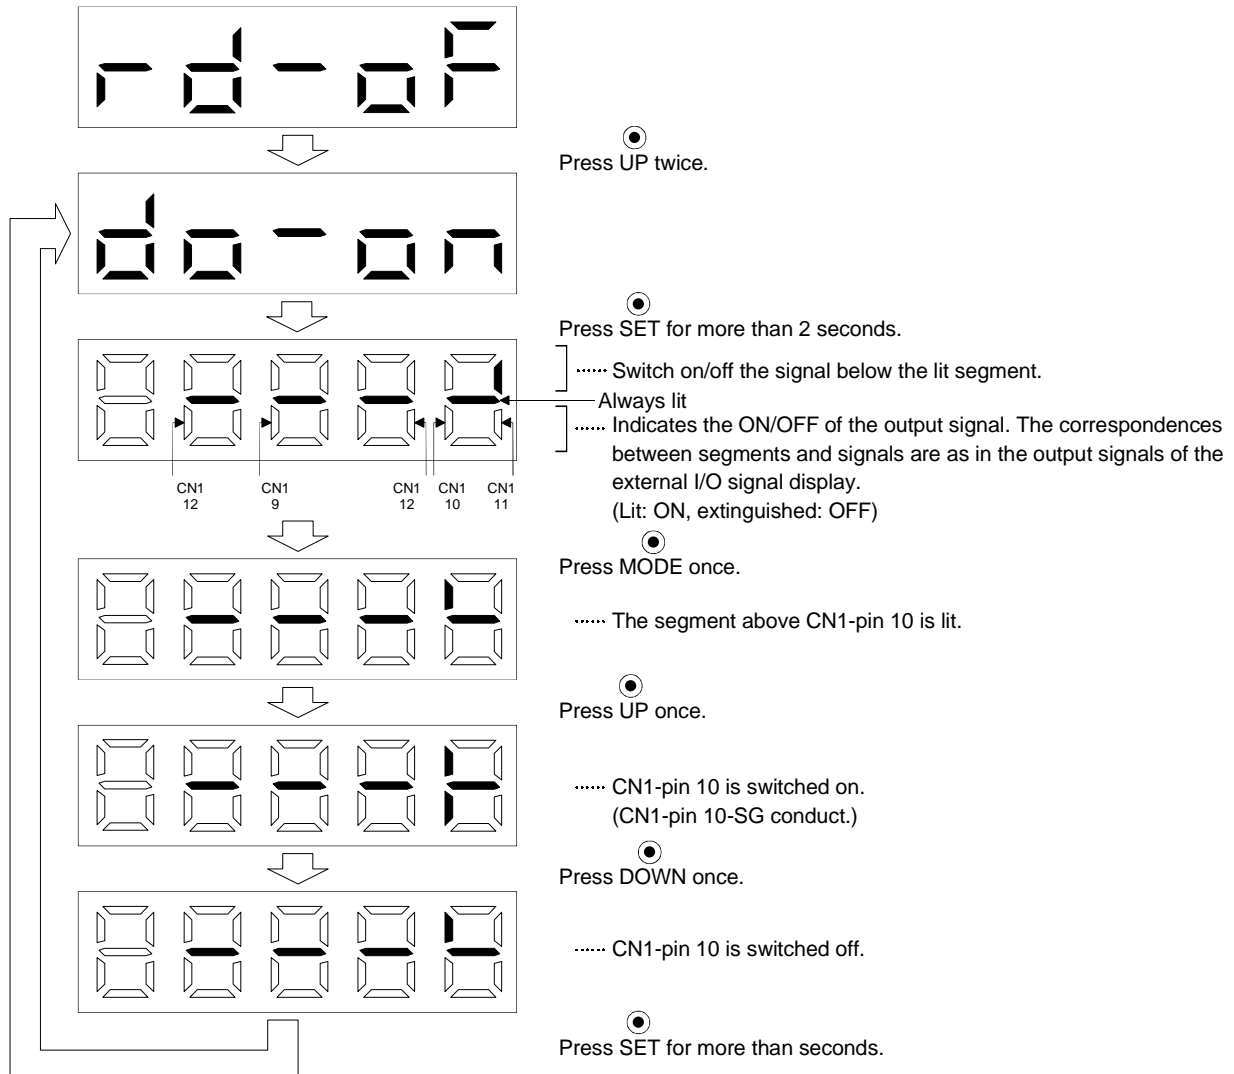 rd-oF
Press UP twice.
do-on
Press SET for more than 2 seconds.
Switch on/off the signal below the lit segment.
Always lit
Indicates the ON/OFF of the output signal. The correspondences
between segments and signals are as in the output signals of the
external I/O signal display.
(Lit: ON, extinguished: OFF)
CN1 CN1 CN1 CN1 CN1
12 9 12 10 11
Press MODE once.
The segment above CN1-pin 10 is lit.
Press UP once.
CN1-pin 10 is switched on.
(CN1-pin 10-SG conduct.)
Press DOWN once.
CN1-pin 10 is switched off.
Press SET for more than seconds.